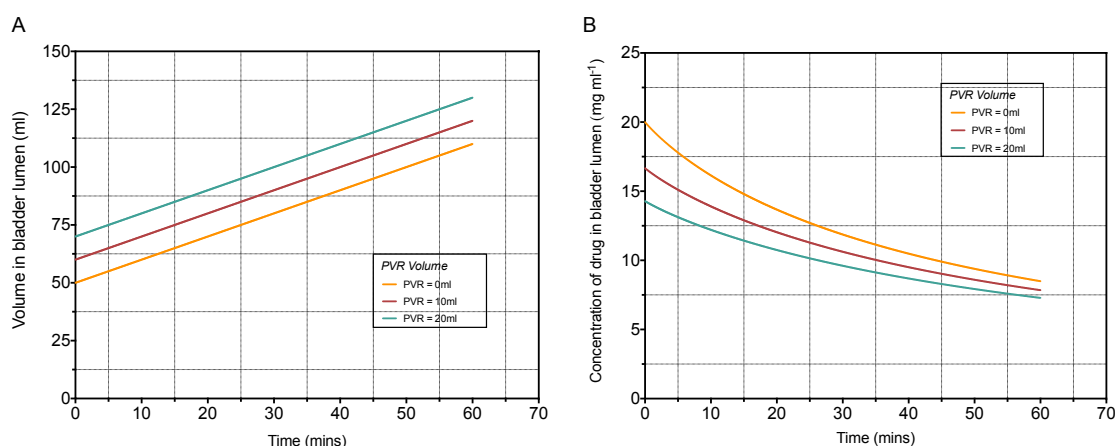 A
Volume in bladder lumen (ml)
150
125
100
75
50
25
0
0 10 20 30 40 50 60 70
Time (mins)
PVR Volume
PVR = 0ml
PVR = 10ml
PVR = 20ml
B
Concentration of drug in bladder lumen (mg ml⁻¹)
25
20
15
10
5
0
0 10 20 30 40 50 60 70
Time (mins)
PVR Volume
PVR = 0ml
PVR = 10ml
PVR = 20ml